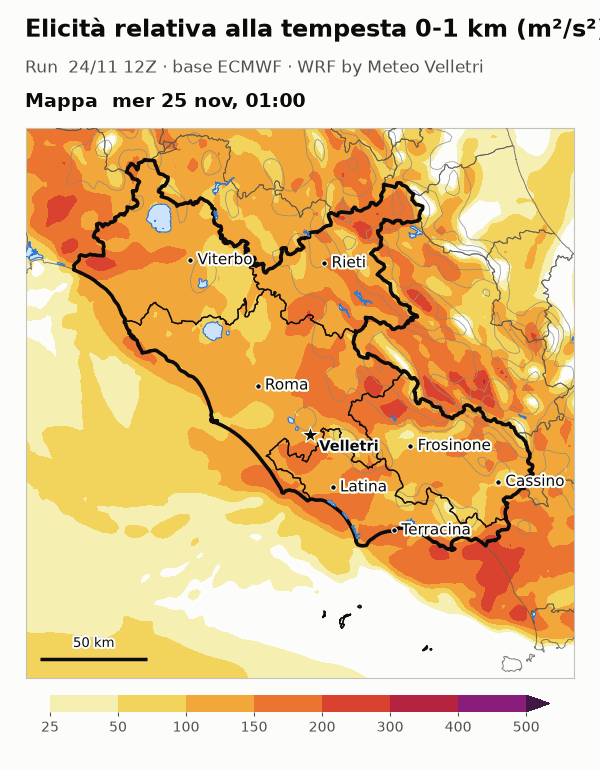 Elicità relativa alla tempesta 0-1 km (m²/s²)
Run  24/11 12Z · base ECMWF · WRF by Meteo Velletri
Mappa  mer 25 nov, 01:00
Viterbo
Rieti
Roma
Velletri
Frosinone
Latina
Cassino
Terracina
50 km
25 50 100 150 200 300 400 500